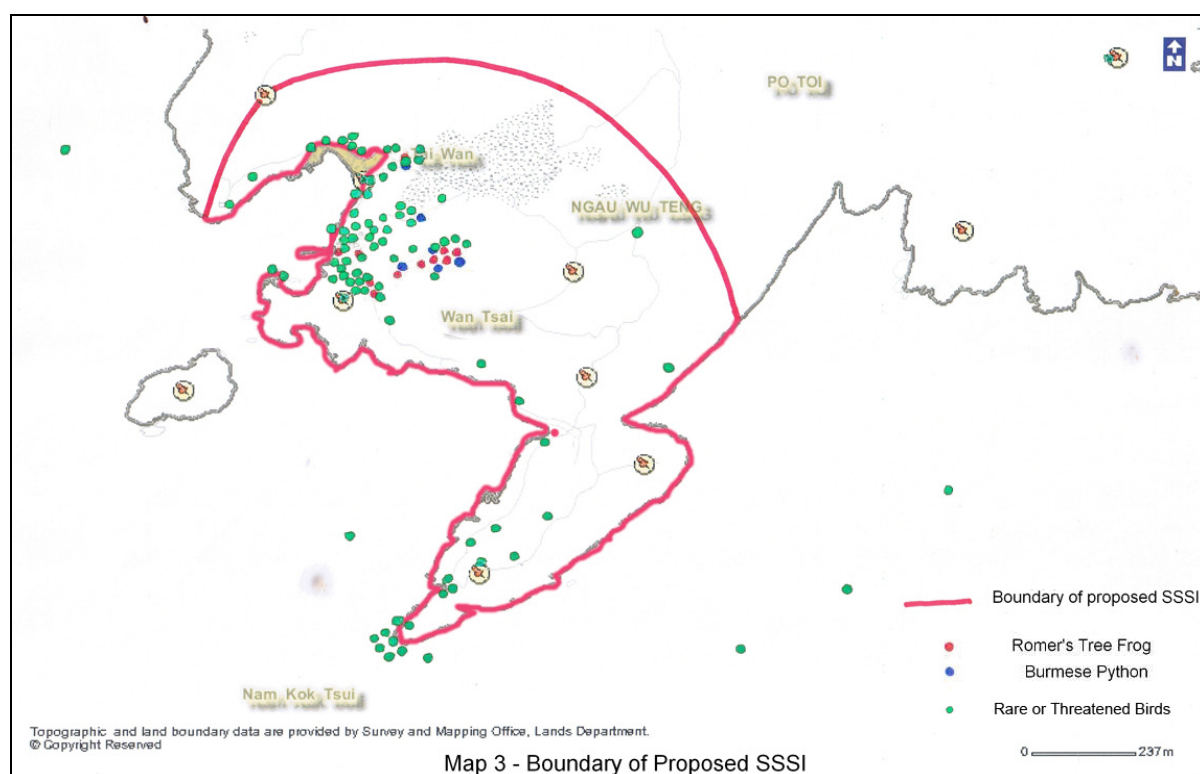 PO TOI
N
Tai Wan
NGAU WU TENG
Wan Tsai
Boundary of proposed SSSI
Romer's Tree Frog
Burmese Python
Nam Kok Tsui
Rare or Threatened Birds
Topographic and land boundary data are provided by Survey and Mapping Office, Lands Department.
© Copyright Reserved
0 237m
Map 3 - Boundary of Proposed SSSI